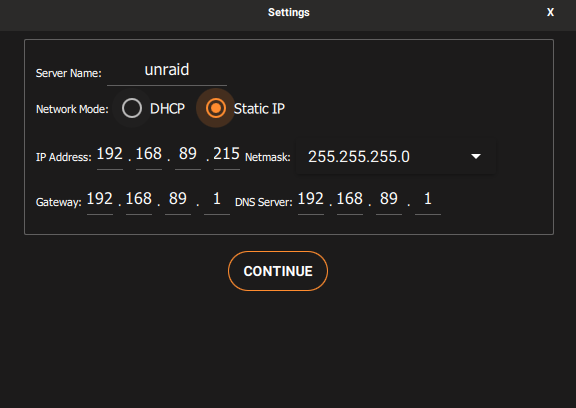 Settings X
Server Name: unraid
Network Mode: DHCP Static IP
IP Address: 192 . 168 . 89 . 215 Netmask: 255.255.255.0
Gateway: 192 . 168 . 89 . 1 DNS Server: 192 . 168 . 89 . 1
CONTINUE